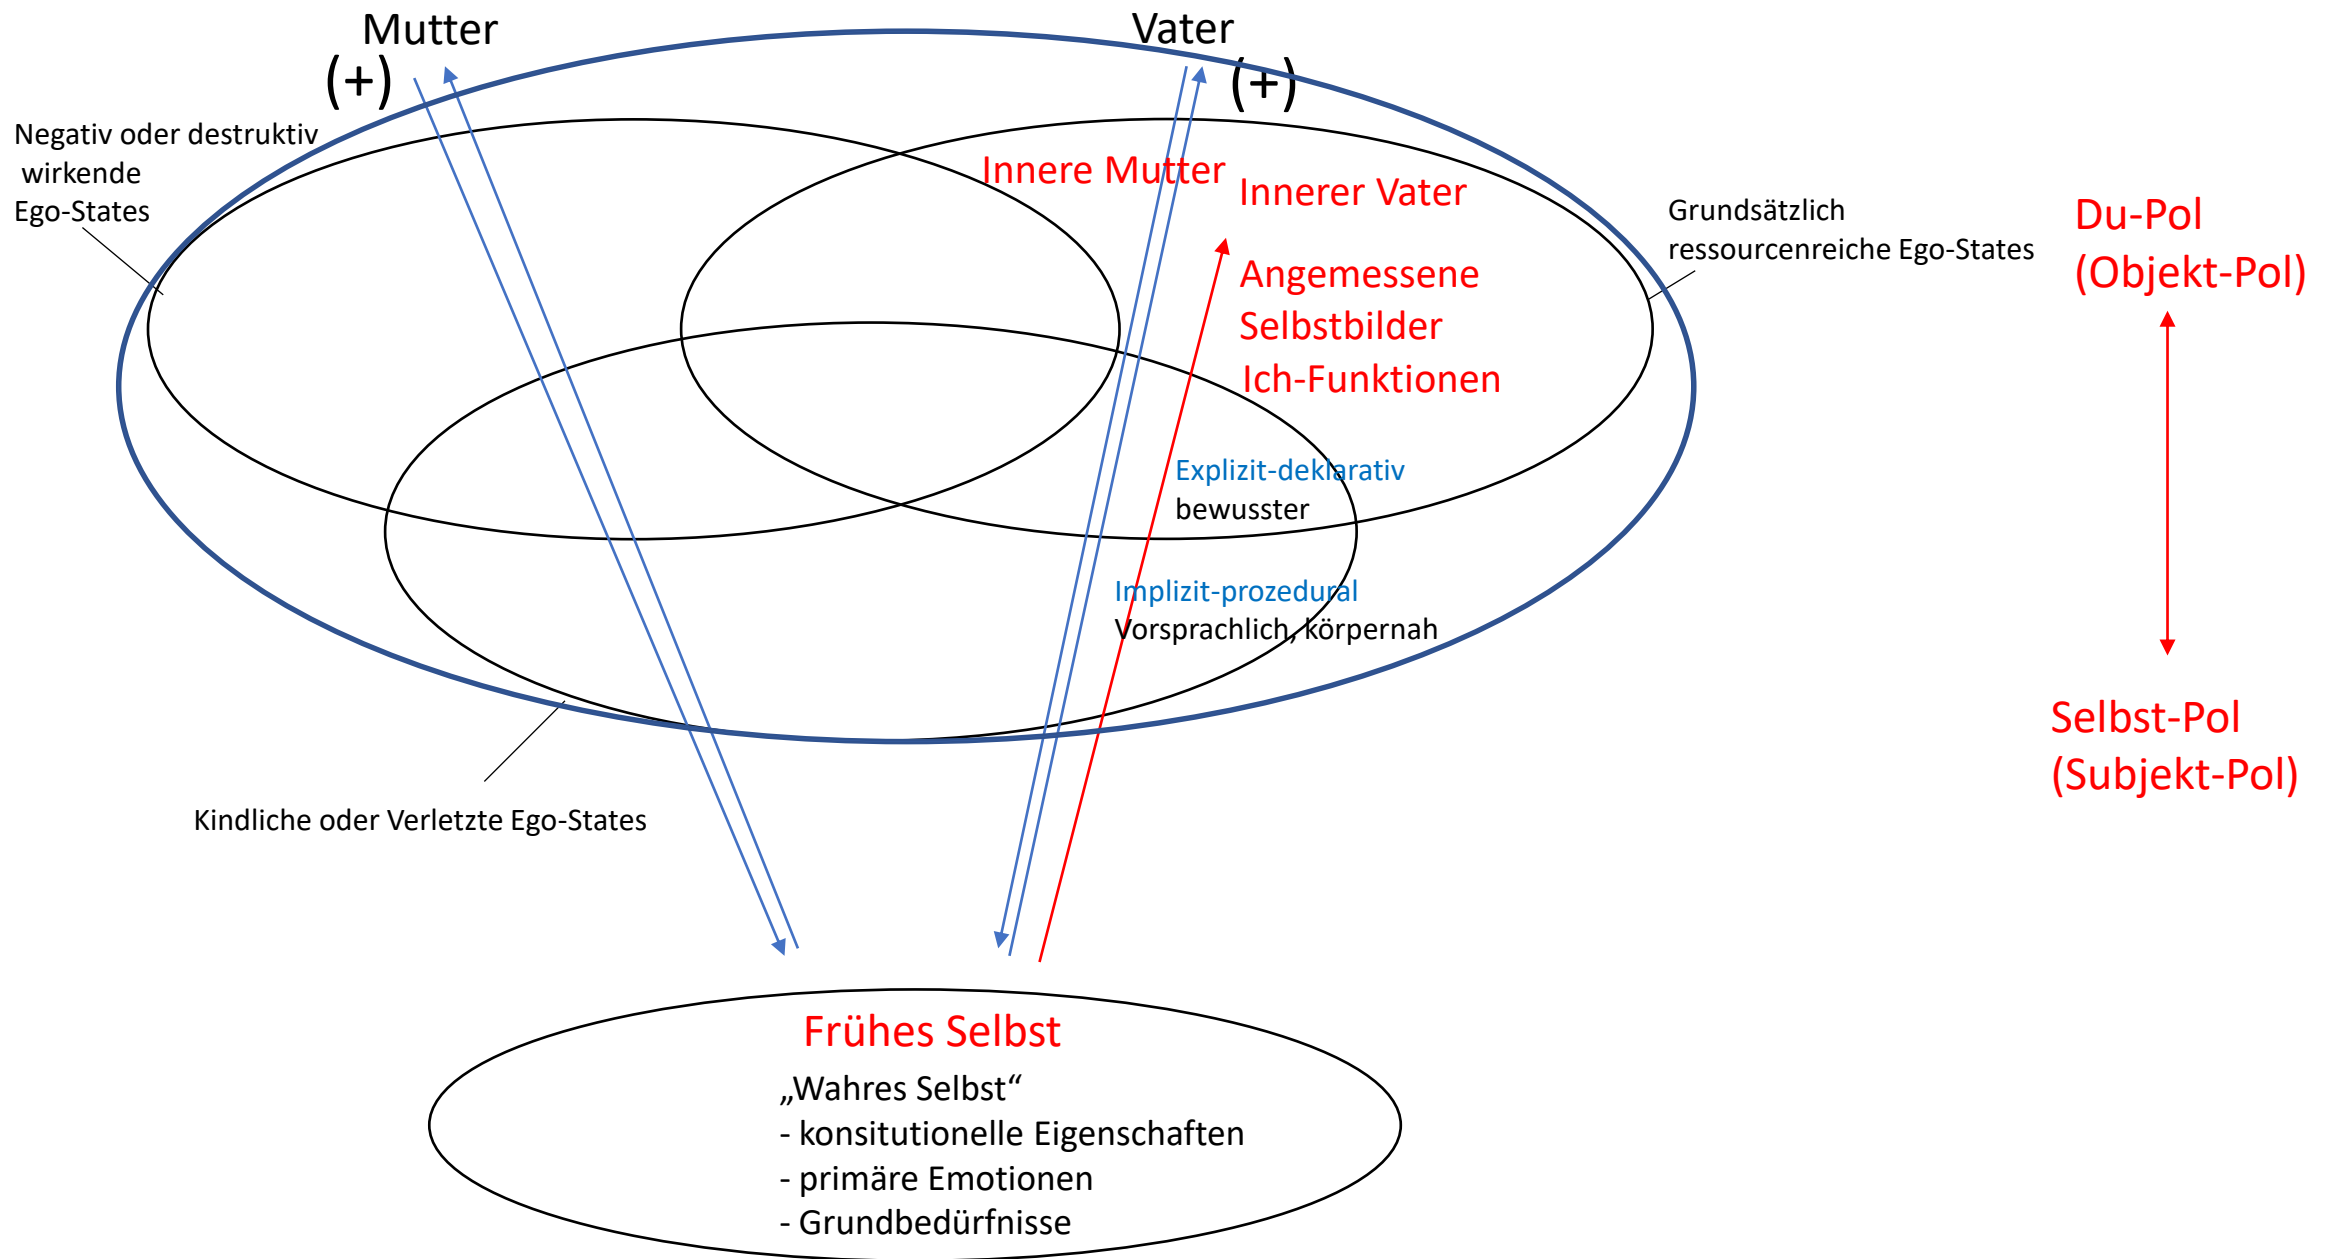 Mutter
(+)
Vater
(+)
Negativ oder destruktiv
wirkende
Ego-States
Innere Mutter
Innerer Vater
Angemessene
Selbstbilder
Ich-Funktionen
Grundsätzlich
ressourcenreiche Ego-States
Du-Pol
(Objekt-Pol)
Explizit-deklarativ
bewusster
Implizit-prozedural
Vorsprachlich, körpernah
Selbst-Pol
(Subjekt-Pol)
Kindliche oder Verletzte Ego-States
Frühes Selbst
„Wahres Selbst“
- konsitutionelle Eigenschaften
- primäre Emotionen
- Grundbedürfnisse